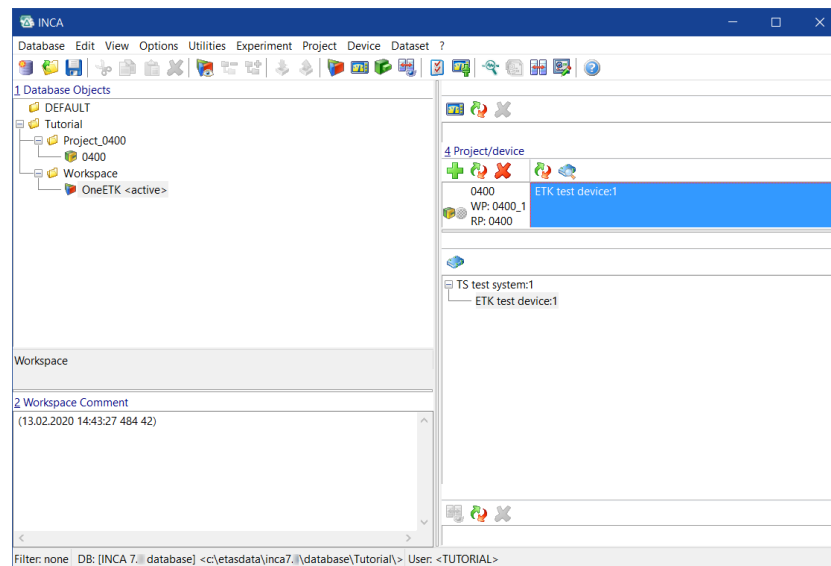 INCA
Database Edit View Options Utilities Experiment Project Device Dataset ?
1 Database Objects
DEFAULT
Tutorial
Project_0400
0400
Workspace
OneETK <active>
Workspace
2 Workspace Comment
(13.02.2020 14:43:27 484 42)
4 Project/device
0400
WP: 0400_1
RP: 0400
ETK test device:1
TS test system:1
ETK test device:1
Filter: none DB: [INCA 7. database] <c:\etasdata\inca7. \database\Tutorial\> User: <TUTORIAL>